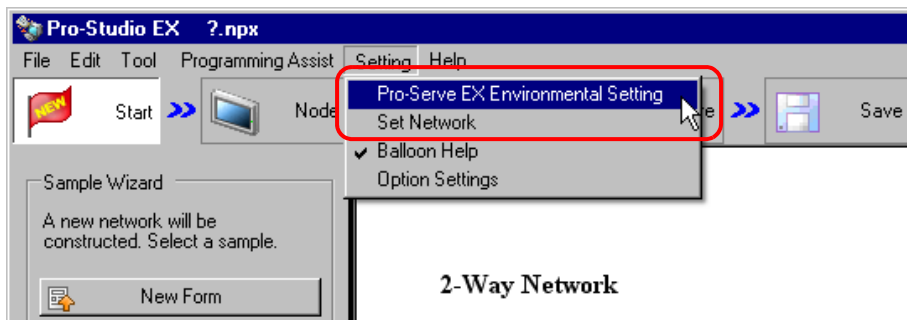 Pro-Studio EX ?.npx
File Edit Tool Programming Assist Setting Help
NEW Start Node Save
Pro-Serve EX Environmental Setting
Set Network
Balloon Help
Option Settings
Sample Wizard
A new network will be
constructed. Select a sample.
New Form
2-Way Network